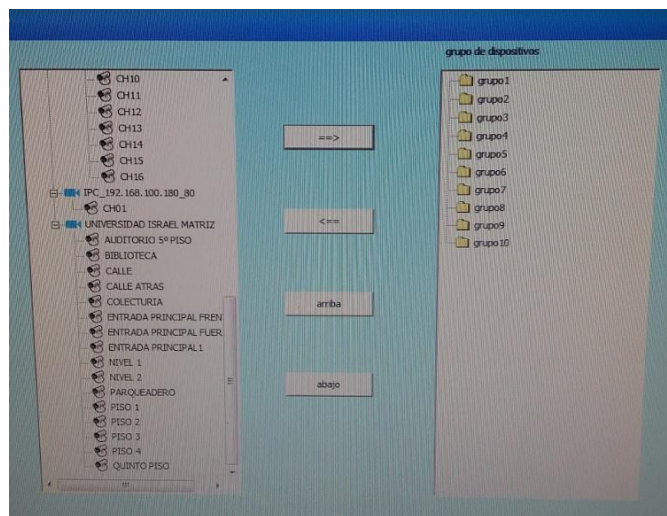 grupo de dispositivos
CH10
CH11
CH12
CH13
CH14
CH15
CH16
IPC_192.168.100.180_80
CH01
UNIVERSIDAD ISRAEL MATRIZ
AUDITORIO 5º PISO
BIBLIOTECA
CALLE
CALLE ATRAS
COLECTURIA
ENTRADA PRINCIPAL FREN
ENTRADA PRINCIPAL FUER
ENTRADA PRINCIPAL1
NIVEL 1
NIVEL 2
PARQUEADERO
PISO 1
PISO 2
PISO 3
PISO 4
QUINTO PISO
==>
<==
arriba
abajo
grupo1
grupo2
grupo3
grupo4
grupo5
grupo6
grupo7
grupo8
grupo9
grupo10